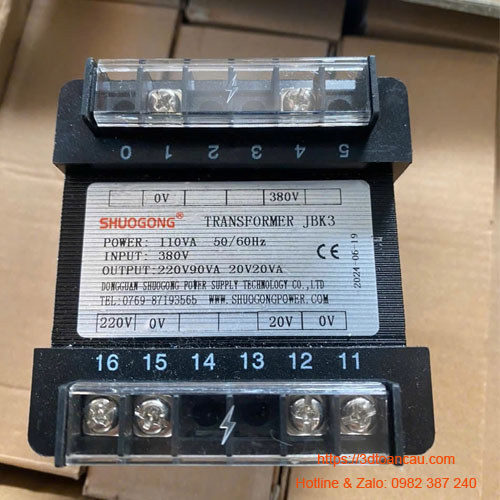 0 1 2 3 4 5
0V 380V
SHUOGONG® TRANSFORMER JBK3
POWER: 110VA 50/60Hz
INPUT: 380V
OUTPUT:220V90VA 20V20VA
DONGGUAN SHUOGONG POWER SUPPLY TECHNOLOGY CO.,LTD
TEL:0769-87193565 WWW.SHUOGONGPOWER.COM
CE
2024-06-19
220V 0V 20V 0V
16 15 14 13 12 11
https://3dtoancau.com/
Hotline & Zalo: 0982 387 240